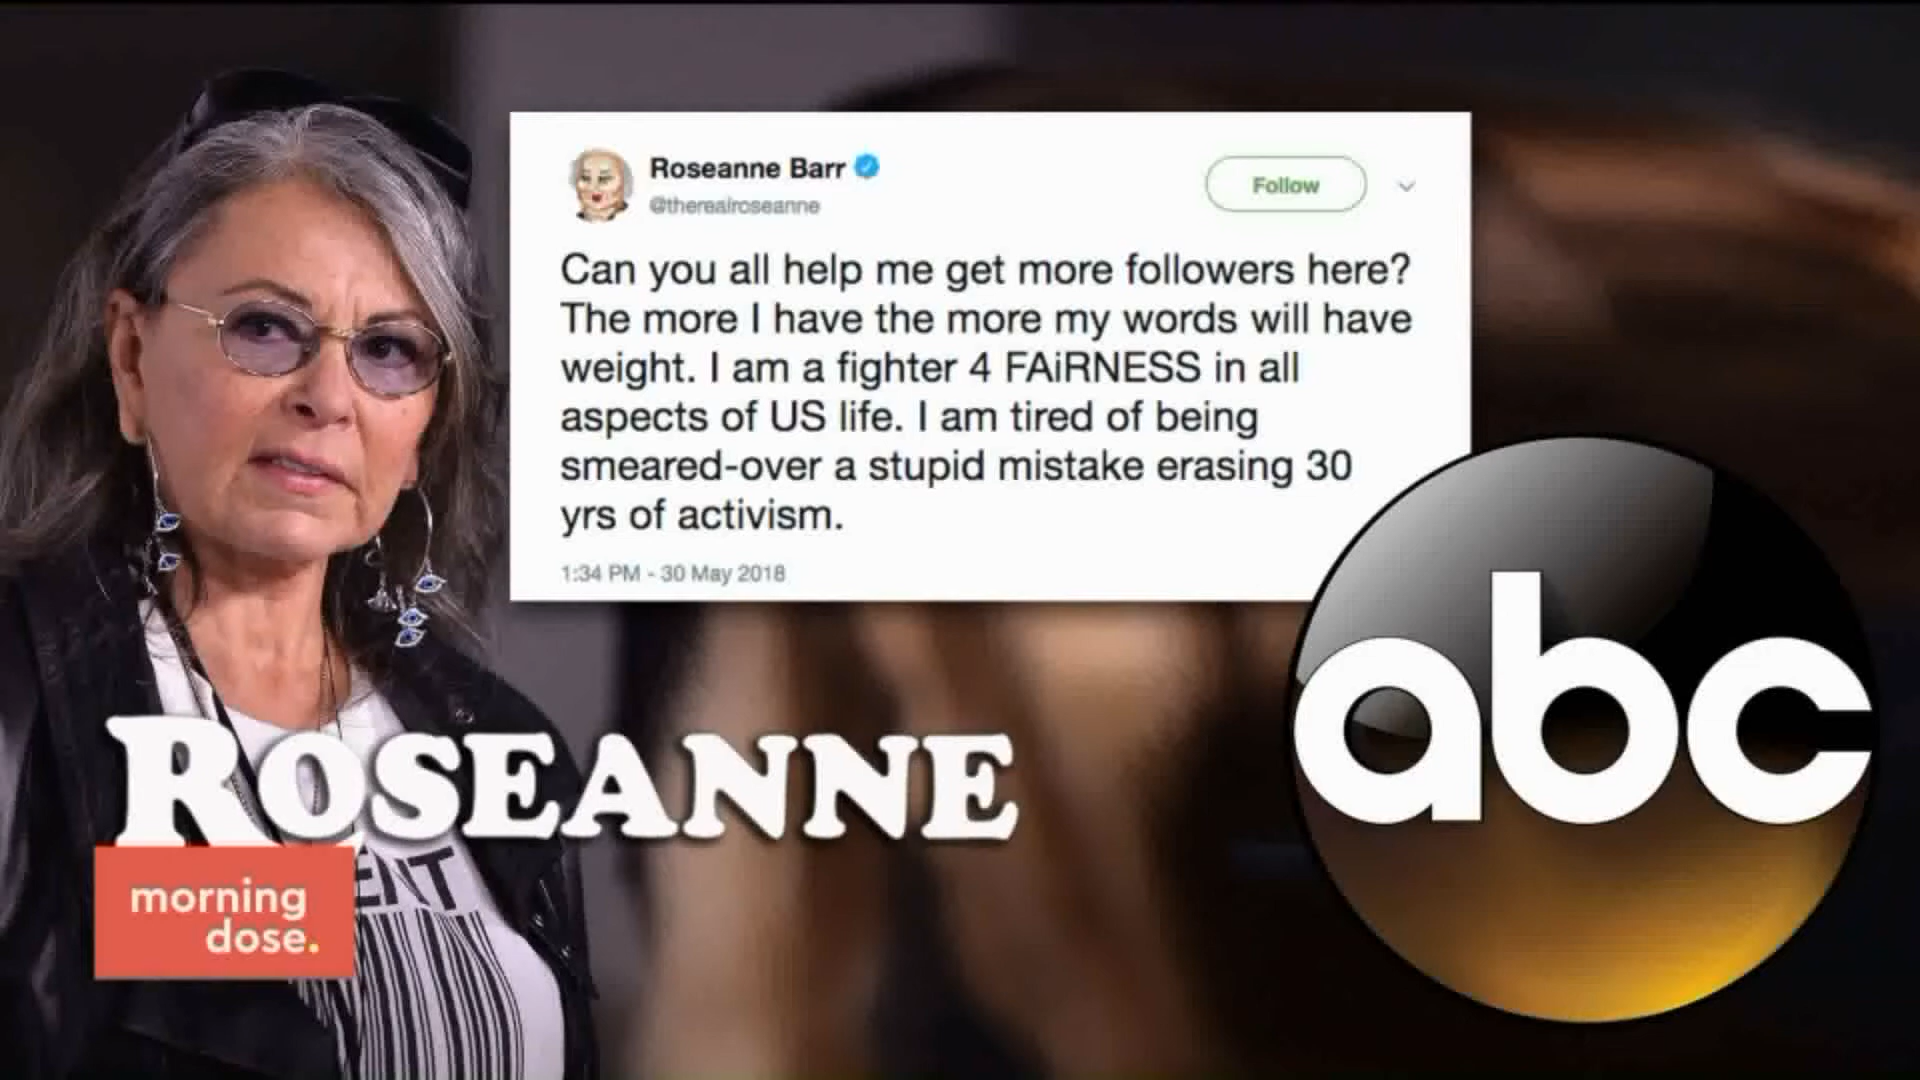 Roseanne Barr
@therealroseanne
Follow
Can you all help me get more followers here?
The more I have the more my words will have
weight. I am a fighter 4 FAiRNESS in all
aspects of US life. I am tired of being
smeared-over a stupid mistake erasing 30
yrs of activism.
1:34 PM - 30 May 2018
abc
ROSEANNE
morning
dose.